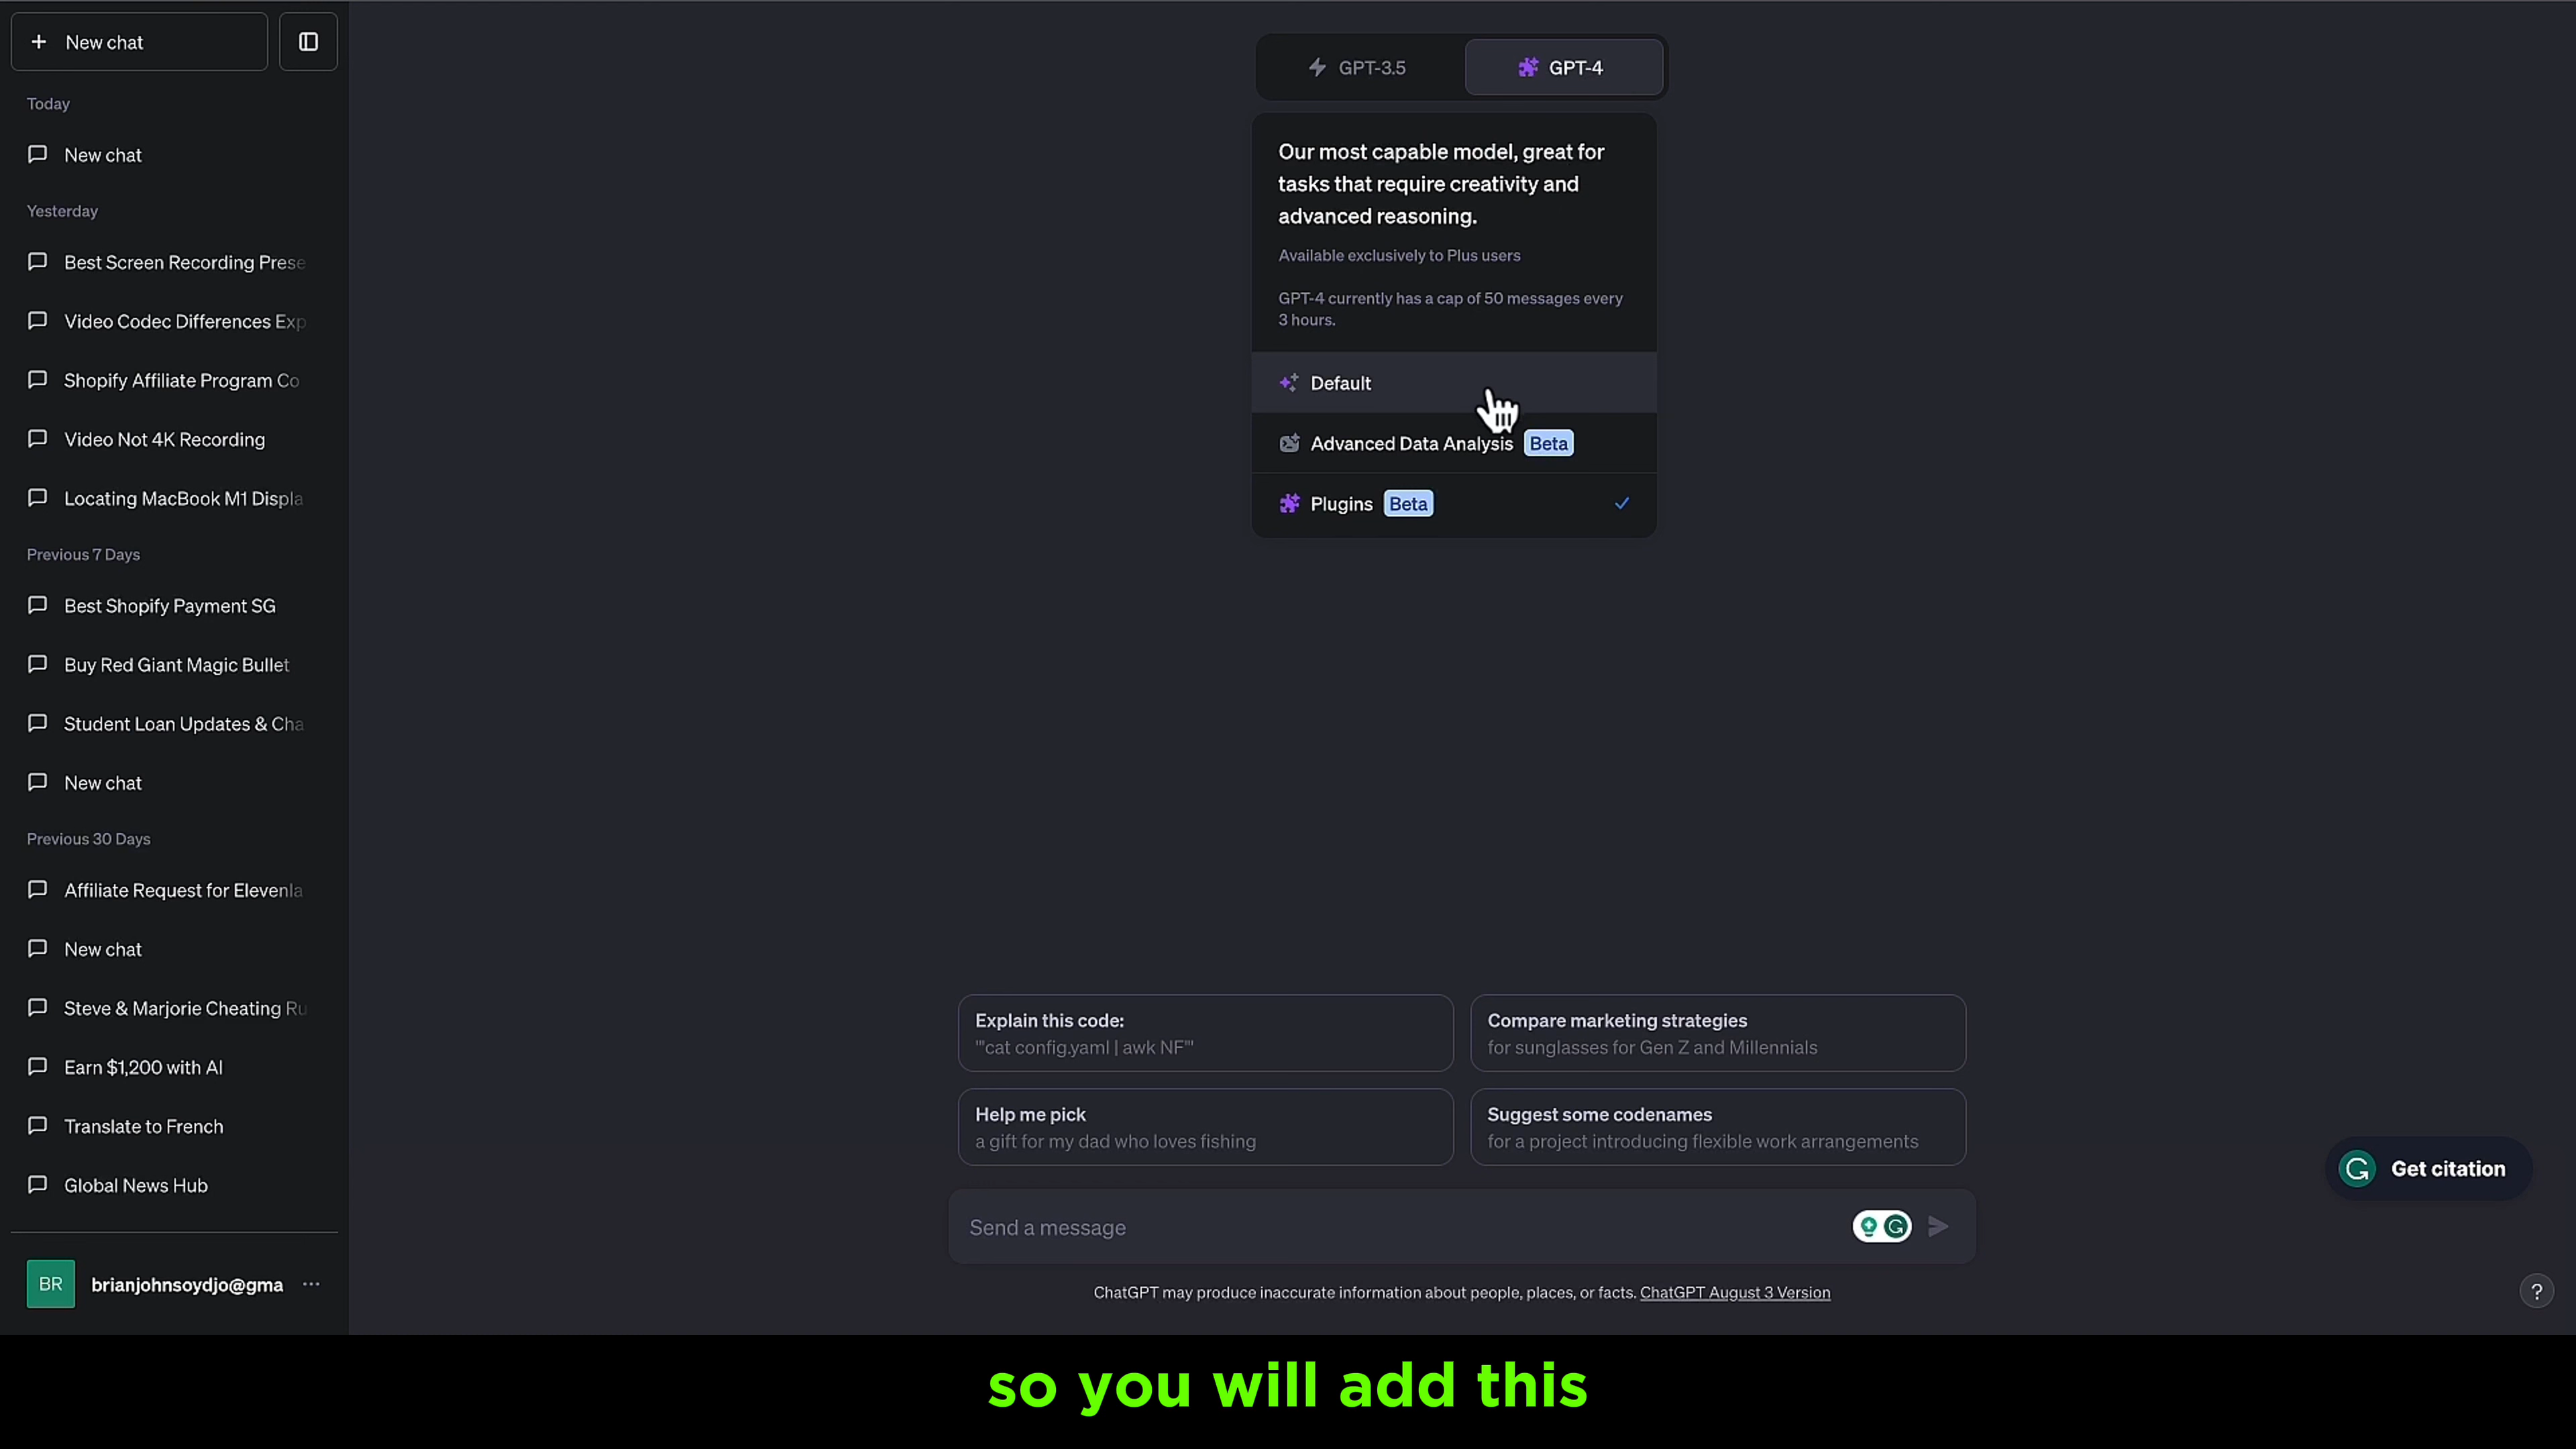 New chat
Today
New chat
Yesterday
Best Screen Recording Prese
Video Codec Differences Exp
Shopify Affiliate Program Co
Video Not 4K Recording
Locating MacBook M1 Displa
Previous 7 Days
Best Shopify Payment SG
Buy Red Giant Magic Bullet
Student Loan Updates & Cha
New chat
Previous 30 Days
Affiliate Request for Elevenla
New chat
Steve & Marjorie Cheating Ru
Earn $1,200 with AI
Translate to French
Global News Hub
BR brianjohnsoydjo@gma ...
GPT-3.5 GPT-4
Our most capable model, great for
tasks that require creativity and
advanced reasoning.
Available exclusively to Plus users
GPT-4 currently has a cap of 50 messages every
3 hours.
Default
Advanced Data Analysis Beta
Plugins Beta
Explain this code:
"'cat config.yaml | awk NF'"
Compare marketing strategies
for sunglasses for Gen Z and Millennials
Help me pick
a gift for my dad who loves fishing
Suggest some codenames
for a project introducing flexible work arrangements
Get citation
Send a message
ChatGPT may produce inaccurate information about people, places, or facts. ChatGPT August 3 Version
?
so you will add this